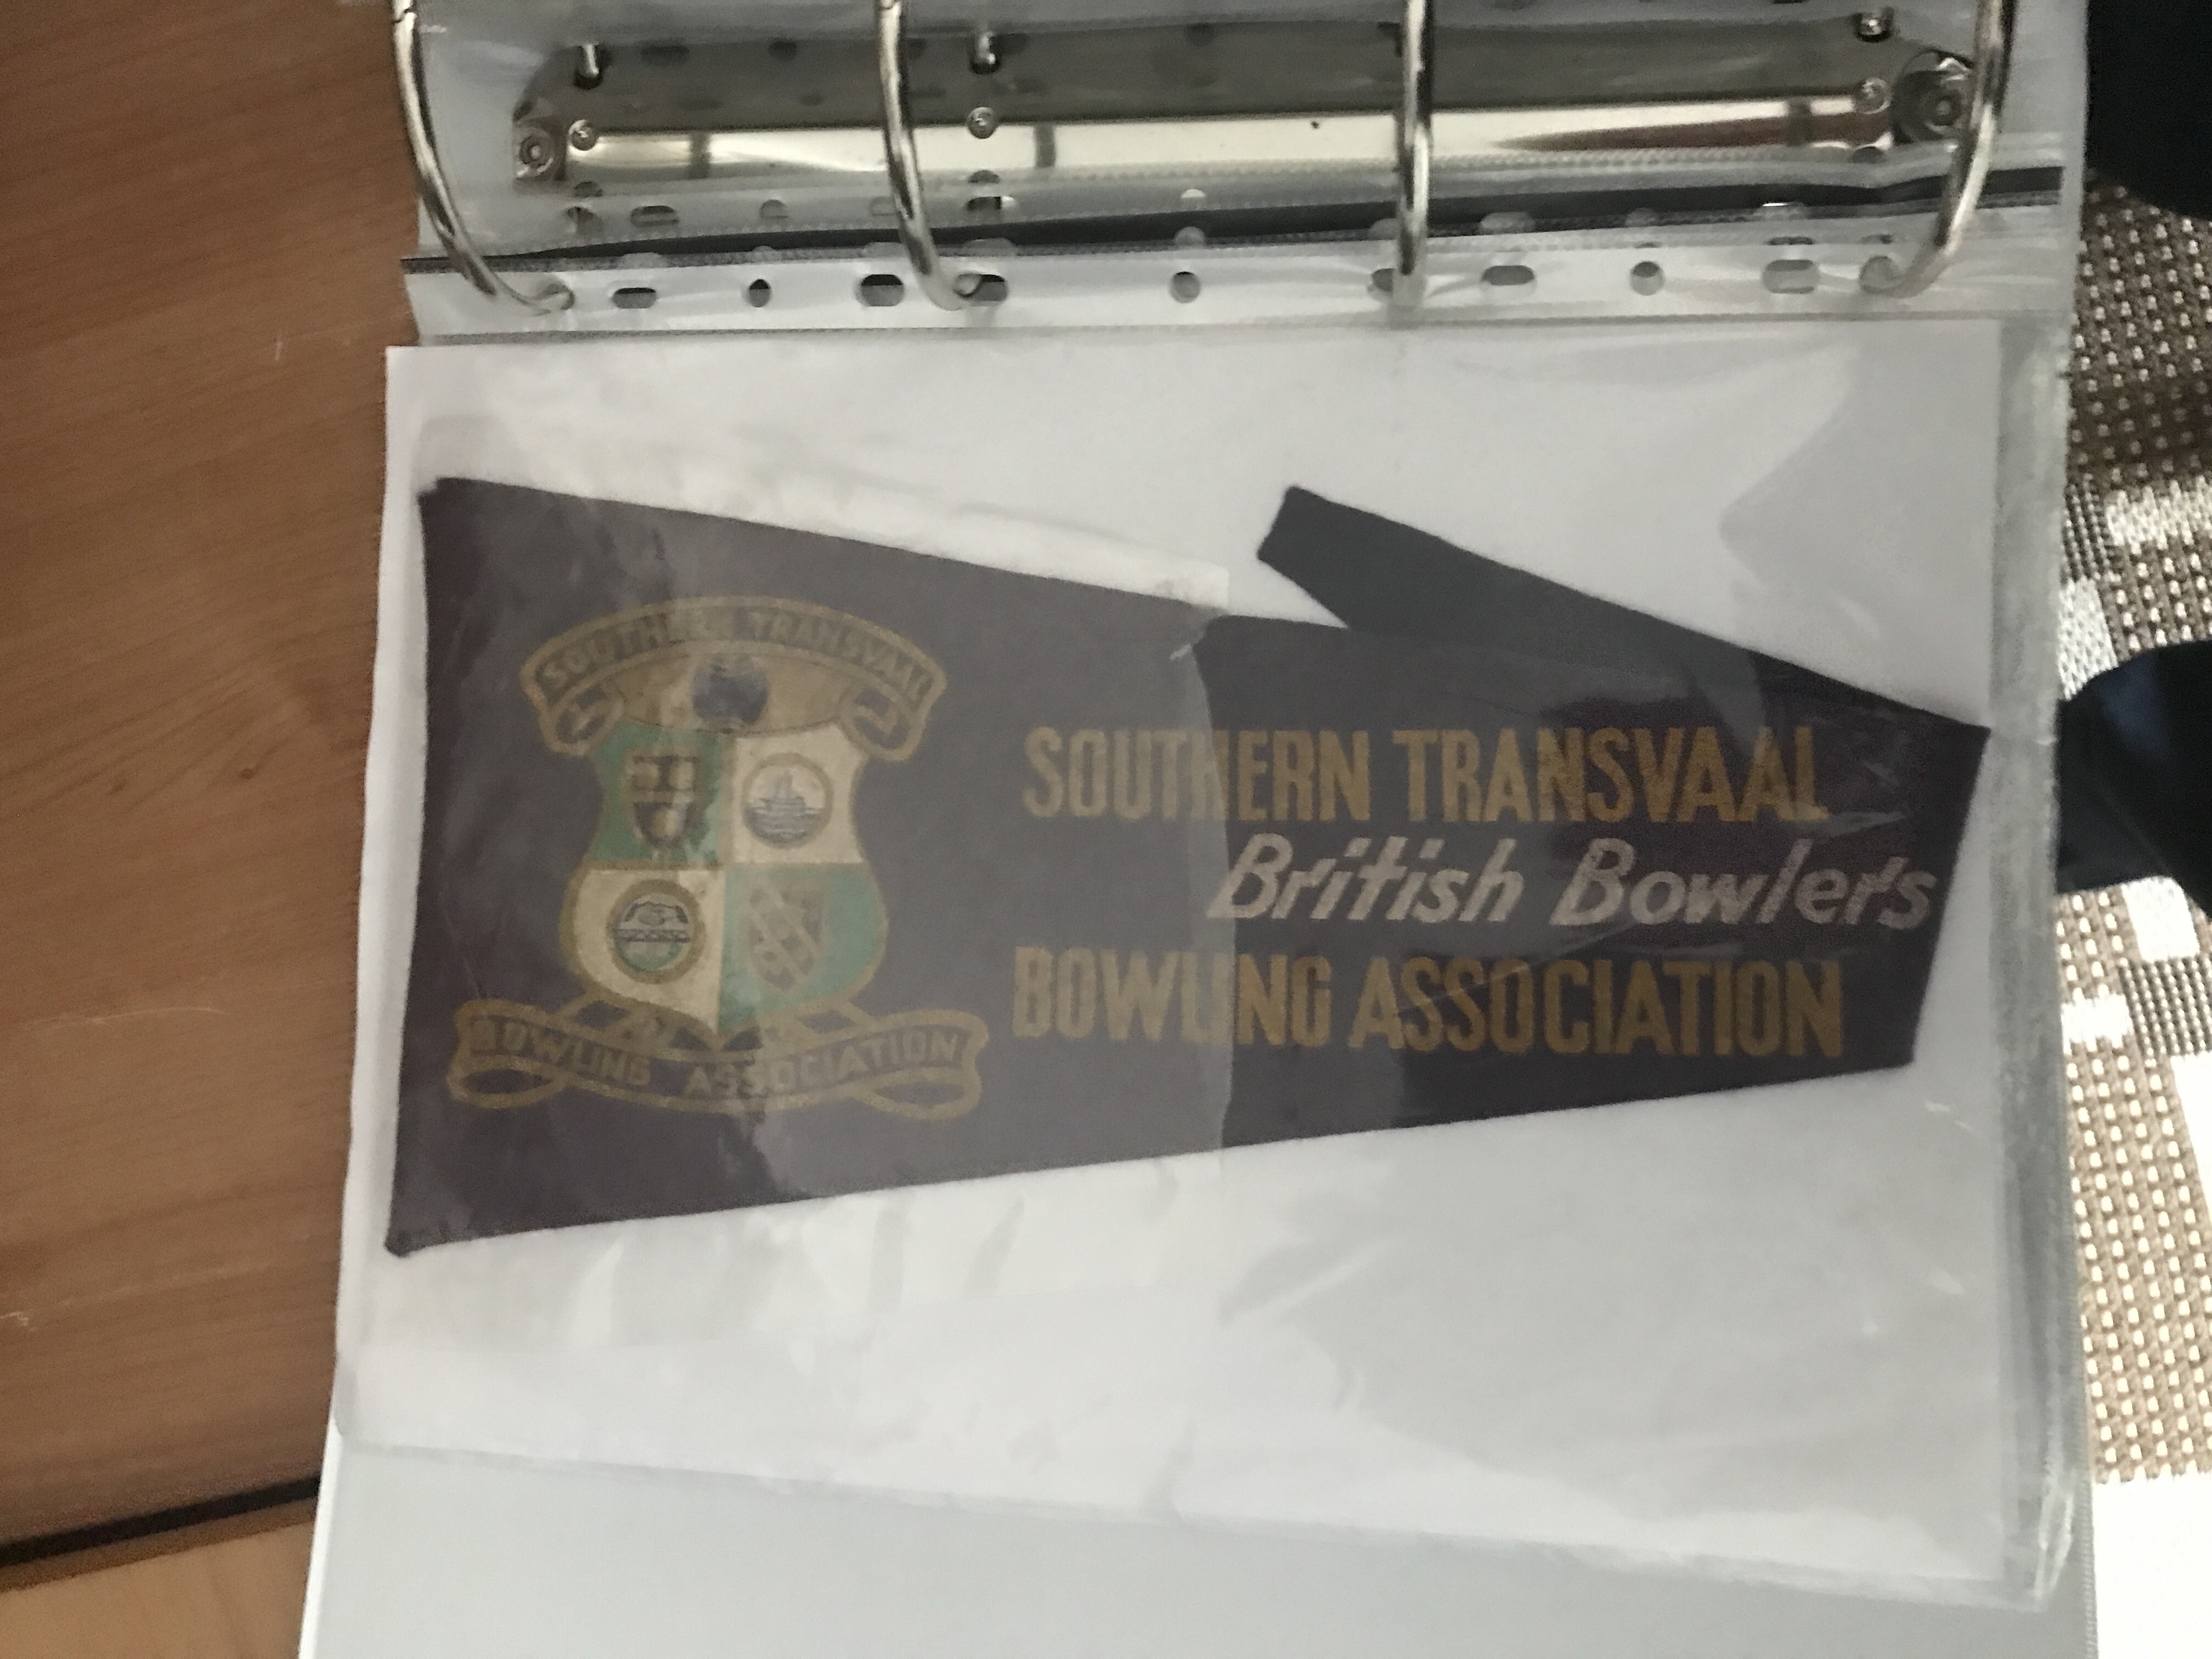 SOUTHERN TRANSVAAL
BOWLING ASSOCIATION
SOUTHERN TRANSVAAL
British Bowlers
BOWLING ASSOCIATION